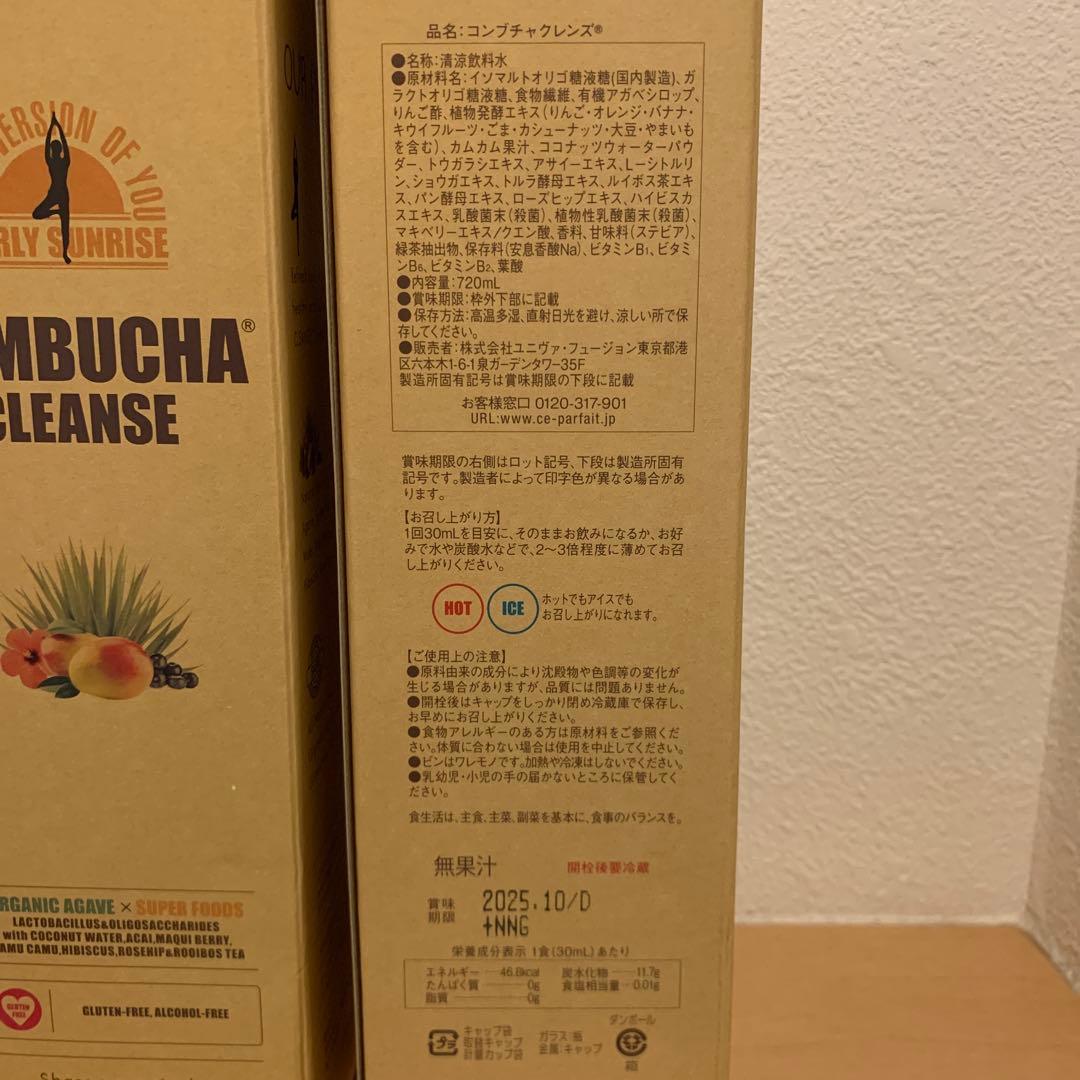 VERSION OF YOU
RLY SUNRISE
MBUCHA®
CLEANSE
RGANIC AGAVE × SUPER FOODS
LACTOBACILLUS&OLIGOSACCHARIDES
with COCONUT WATER,ACAI,MAQUI BERRY,
AMU CAMU,HIBISCUS,ROSEHIP&ROOIBOS TEA
GLUTEN FREE
GLUTEN-FREE, ALCOHOL-FREE
品名:コンブチャクレンズ®
●名称:清涼飲料水
●原材料名:イソマルトオリゴ糖液糖(国内製造)、ガ
ラクトオリゴ糖液糖、食物繊維、有機アガベシロップ、
りんご酢、植物発酵エキス(りんご・オレンジ・バナナ・
キウイフルーツ・ごま・カシューナッツ・大豆・やまいも
を含む)、カムカム果汁、ココナッツウォーターパウ
ダー、トウガラシエキス、アサイーエキス、L-シトルリ
ン、ショウガエキス、トルラ酵母エキス、ルイボス茶エキ
ス、パン酵母エキス、ローズヒップエキス、ハイビスカ
スエキス、乳酸菌末(殺菌)、植物性乳酸菌末(殺菌)、
マキベリーエキス/クエン酸、香料、甘味料(ステビア)、
緑茶抽出物、保存料(安息香酸Na)、ビタミンB₁、ビタミ
ンB₆、ビタミンB₂、葉酸
●内容量:720mL
●賞味期限:枠外下部に記載
●保存方法:高温多湿、直射日光を避け、涼しい所で保
存してください。
●販売者:株式会社ユニヴァ・フュージョン東京都港
区六本木1-6-1泉ガーデンタワー35F
製造所固有記号は賞味期限の下段に記載
お客様窓口 0120-317-901
URL:www.ce-parfait.jp
賞味期限の右側はロット記号、下段は製造所固有
記号です。製造者によって印字色が異なる場合があ
ります。
【お召し上がり方】
1回30mLを目安に、そのままお飲みになるか、お好
みで水や炭酸水などで、2〜3倍程度に薄めてお召
し上がりください。
HOT ICE ホットでもアイスでも
お召し上がりになれます。
【ご使用上の注意】
●原料由来の成分により沈殿物や色調等の変化が
生じる場合がありますが、品質には問題ありません。
●開栓後はキャップをしっかり閉め冷蔵庫で保存し、
お早めにお召し上がりください。
●食物アレルギーのある方は原材料をご参照くだ
さい。体質に合わない場合は使用を中止してください。
●ビンはワレモノです。加熱や冷凍はしないでください。
●乳幼児・小児の手の届かないところに保管してく
ださい。
食生活は、主食、主菜、副菜を基本に、食事のバランスを。
無果汁 開栓後要冷蔵
賞味期限 2025.10/D
+NNG
栄養成分表示 1食(30mL)あたり
エネルギー 46.8kcal 炭水化物 11.7g
たんぱく質 0g 食塩相当量 0.01g
脂質 0g
プラ キャップ袋 取替キャップ 計量カップ袋
ガラス:瓶 金属:キャップ
ダンボール 箱